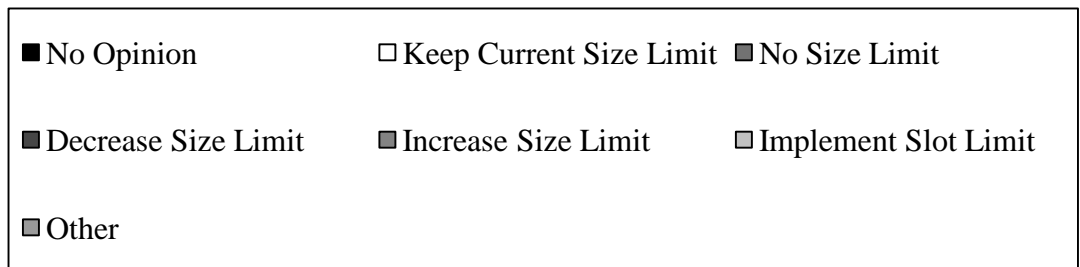 No Opinion Keep Current Size Limit No Size Limit
Decrease Size Limit Increase Size Limit Implement Slot Limit
Other